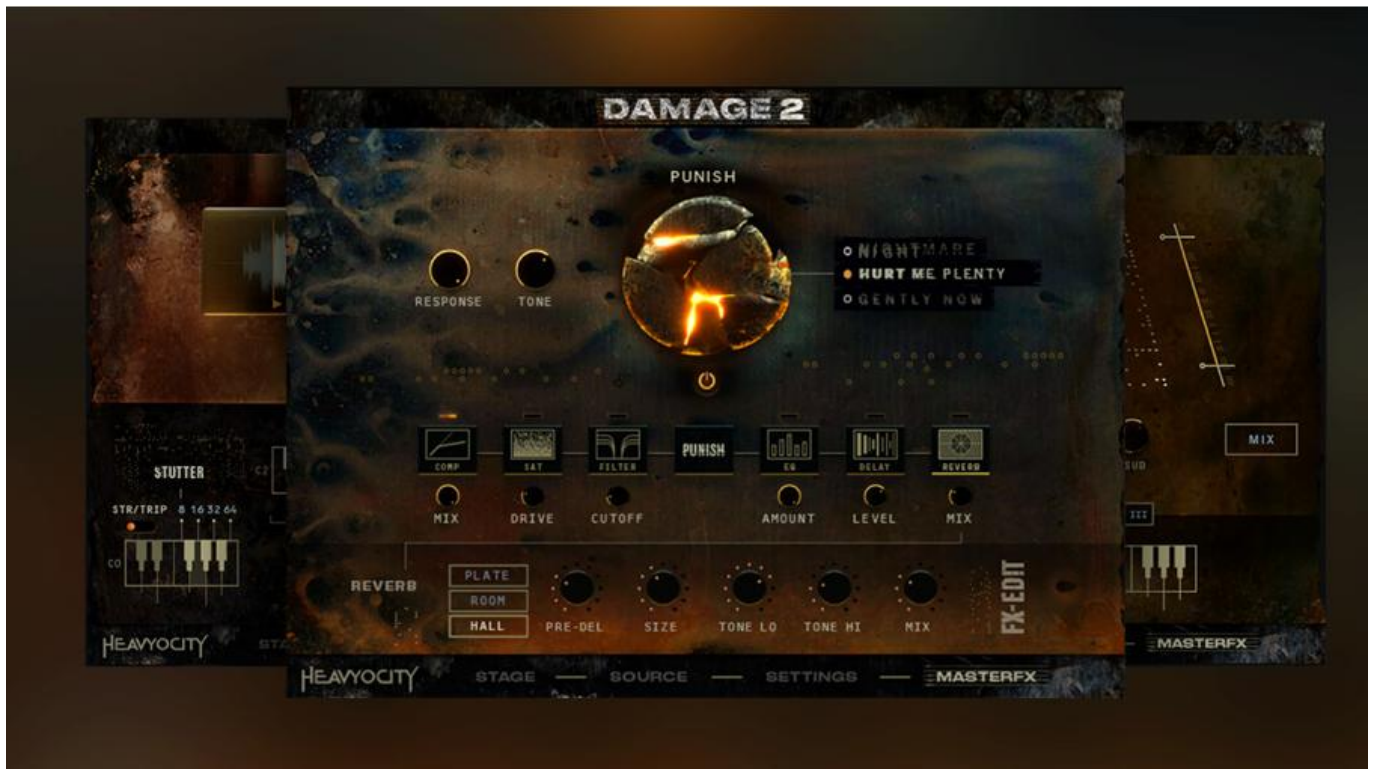 DAMAGE 2
PUNISH
RESPONSE TONE
NIGHTMARE
HURT ME PLENTY
GENTLY NOW
COMP SAT FILTER PUNISH EQ DELAY REVERB
MIX DRIVE CUTOFF AMOUNT LEVEL MIX
REVERB
PLATE
ROOM
HALL
PRE-DEL SIZE TONE LO TONE HI MIX
FX-EDIT
HEAVYOCITY STAGE — SOURCE — SETTINGS — MASTERFX
STUTTER
STR/TRIP 8 16 32 64
C0
HEAVYOCITY
MIX
III
MASTERFX